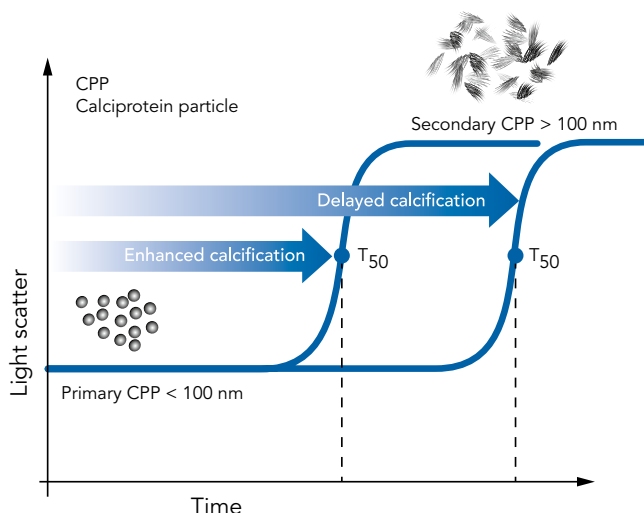 CPP
Calciprotein particle
Secondary CPP > 100 nm
Delayed calcification
Enhanced calcification
T50
T50
Primary CPP < 100 nm
Light scatter
Time